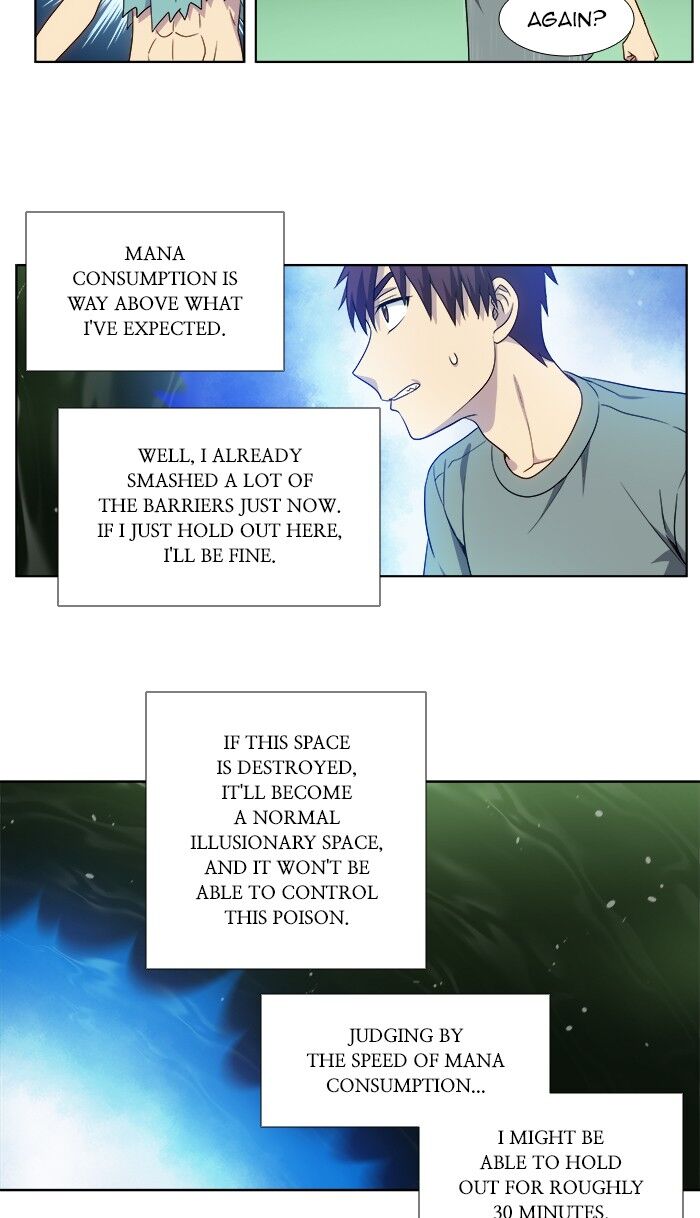 AGAIN?
MANA
CONSUMPTION IS
WAY ABOVE WHAT
I'VE EXPECTED.
WELL, I ALREADY
SMASHED A LOT OF
THE BARRIERS JUST NOW.
IF I JUST HOLD OUT HERE,
I'LL BE FINE.
IF THIS SPACE
IS DESTROYED,
IT'LL BECOME
A NORMAL
ILLUSIONARY SPACE,
AND IT WON'T BE
ABLE TO CONTROL
THIS POISON.
JUDGING BY
THE SPEED OF MANA
CONSUMPTION...
I MIGHT BE
ABLE TO HOLD
OUT FOR ROUGHLY
30 MINUTES.